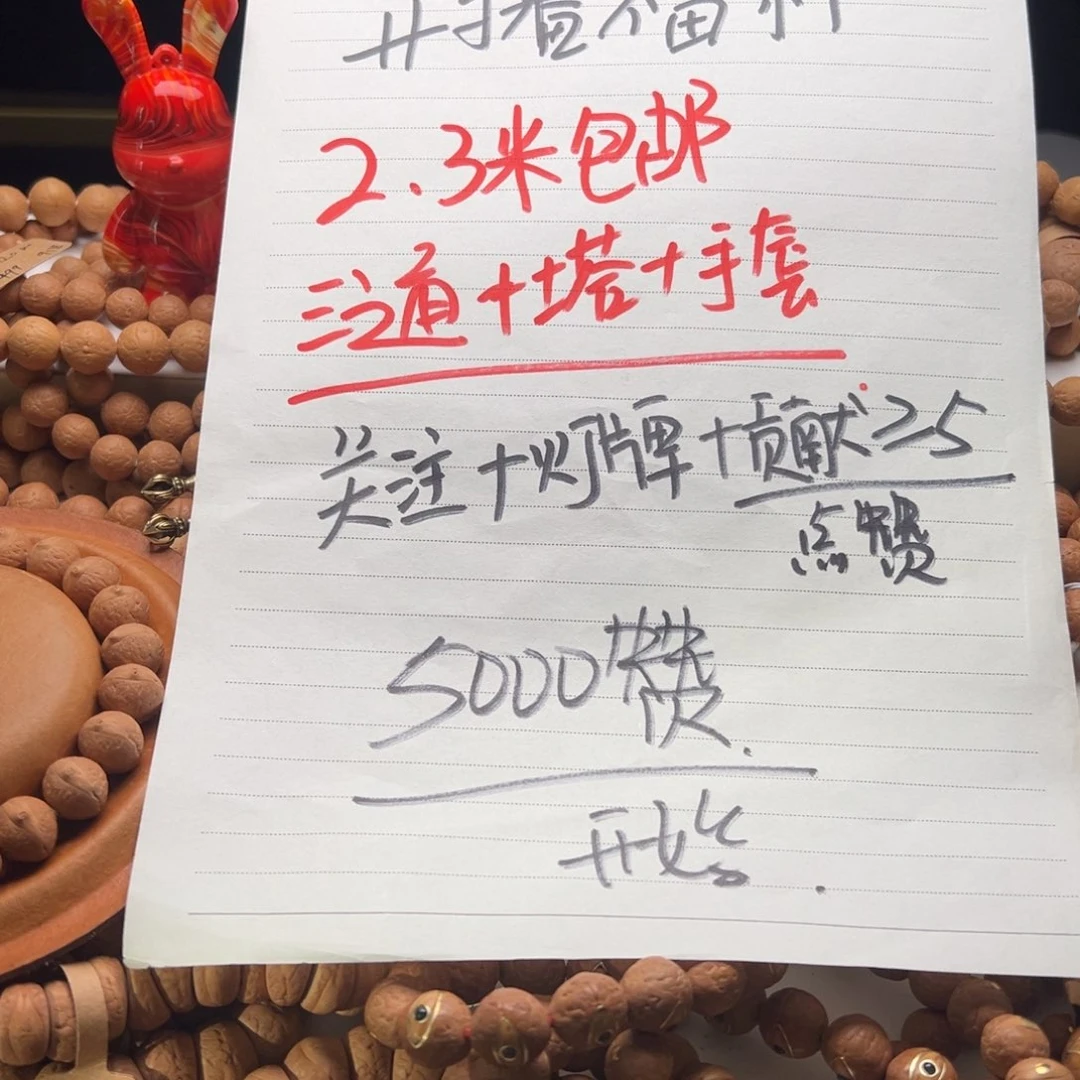 开播福利
2.3米包邮
三通+塔+手套
关注+灯牌+贡献>25
点赞
5000赞.
开始.